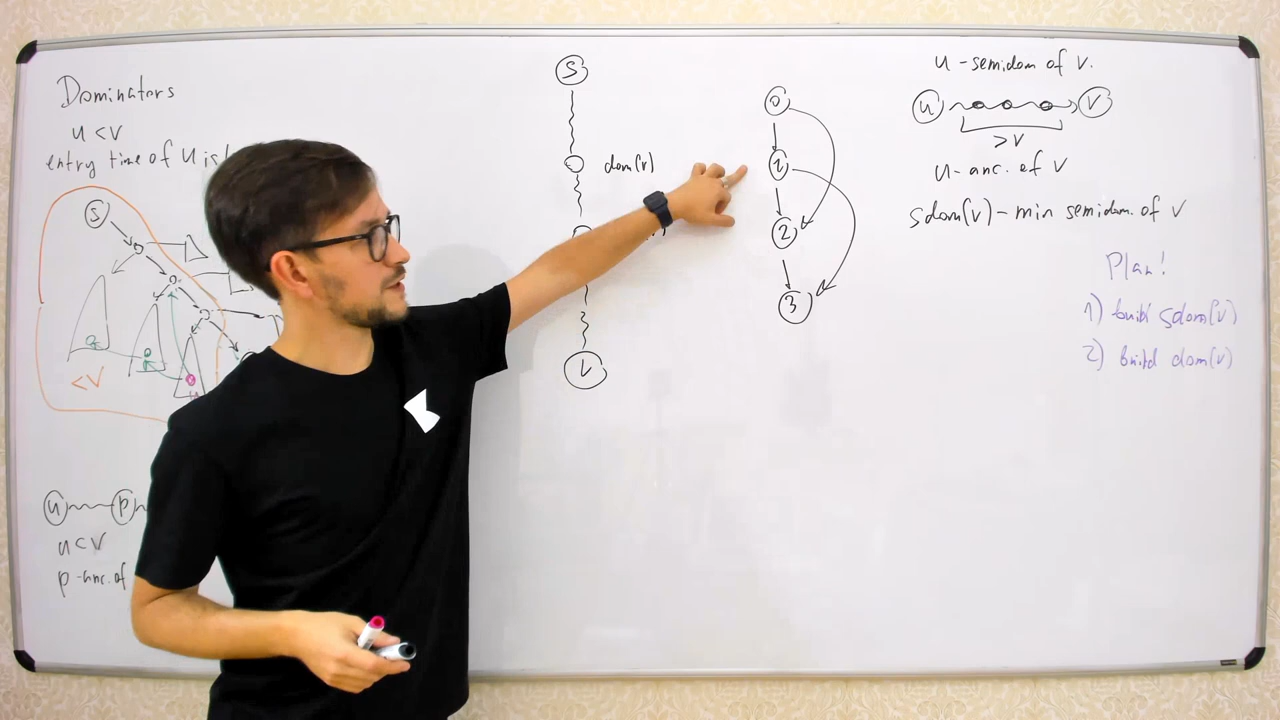 Dominators
u < v
entry time of u is
S
< v
u p
u < v
p-anc. of
S
dom(v)
v
0
1
2
3
u - semidom of v.
u v
> v
u - anc. of v
sdom(v) - min semidom. of v
Plan!
1) build sdom(v)
2) build dom(v)